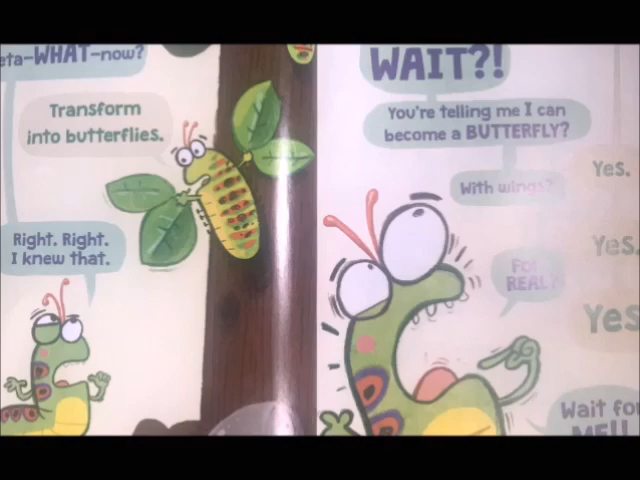 eta-WHAT-now?
Transform
into butterflies.
Right. Right.
I knew that.
WAIT?!
You're telling me I can
become a BUTTERFLY?
With wings?
Yes.
Yes.
For
REAL?
Yes
Wait for
ME!!